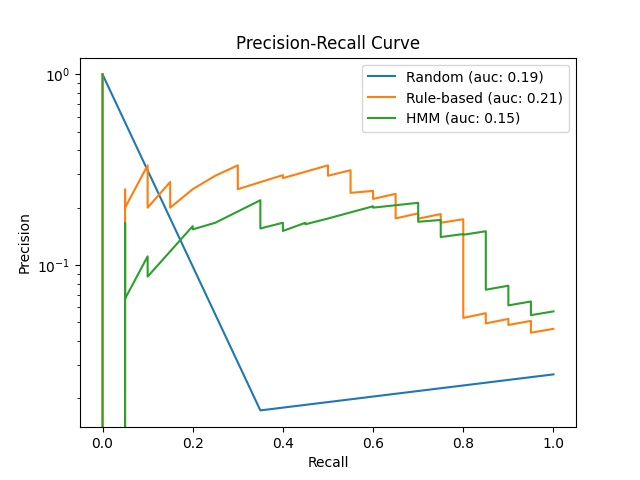 Precision-Recall Curve
Random (auc: 0.19)
Rule-based (auc: 0.21)
HMM (auc: 0.15)
10⁰
10⁻¹
Precision
0.0 0.2 0.4 0.6 0.8 1.0
Recall